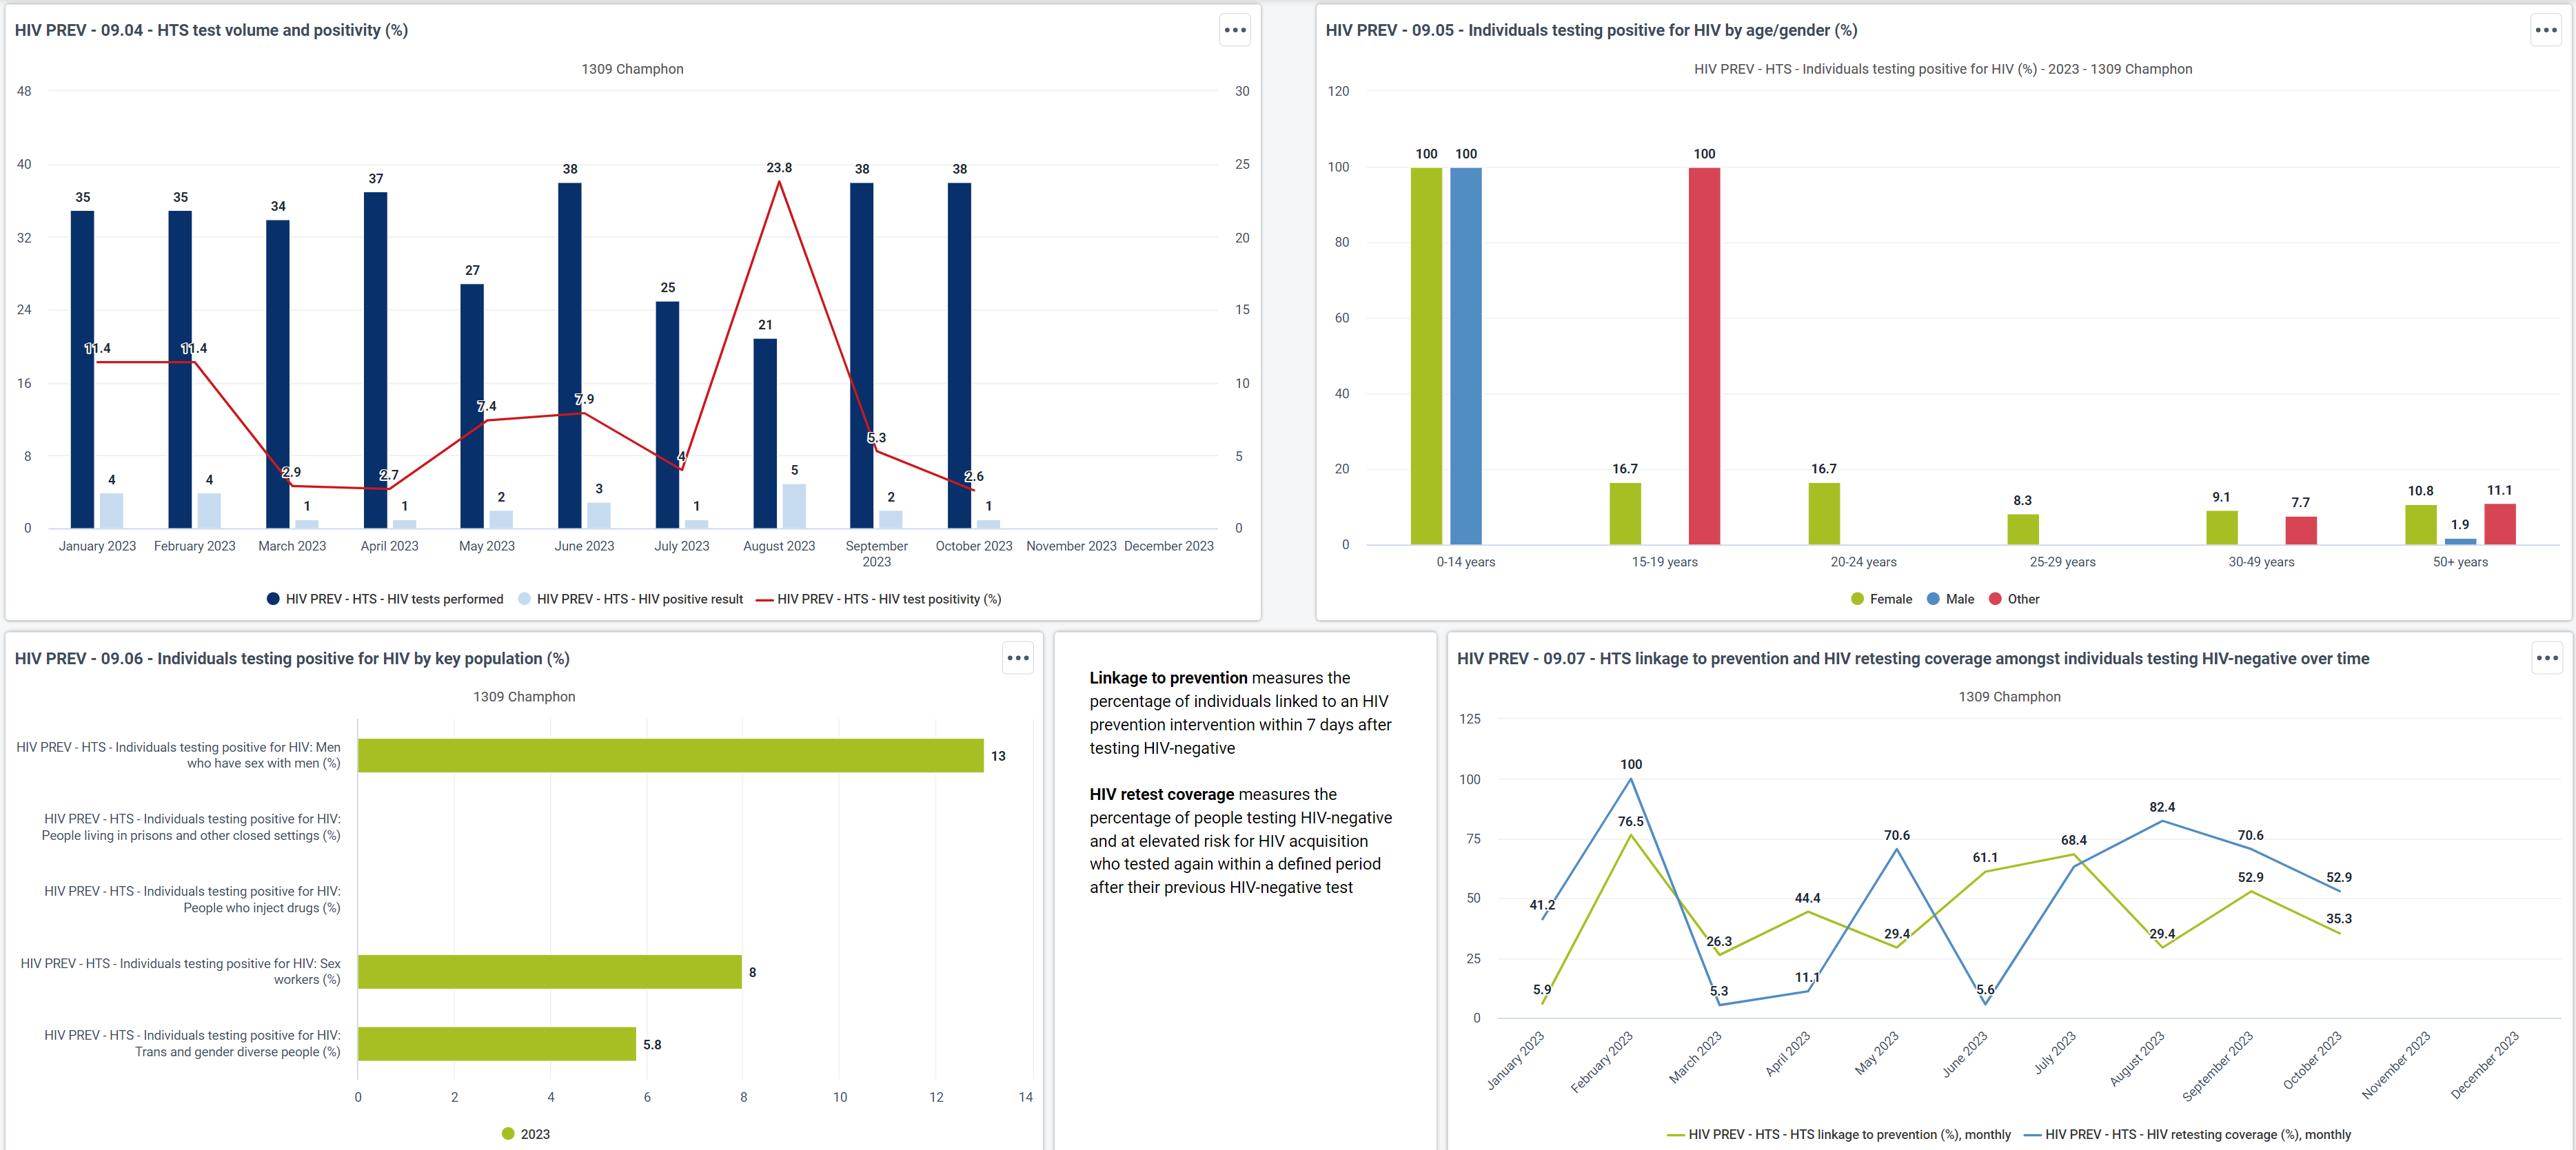 HIV PREV - 09.04 - HTS test volume and positivity (%)
1309 Champhon
48
40
32
24
16
8
0
30
25
20
15
10
5
0
35
35
34
37
27
38
25
21
38
38
11.4
11.4
2.9
2.7
7.4
7.9
4
23.8
5.3
2.6
4
4
1
1
2
3
1
5
2
1
January 2023
February 2023
March 2023
April 2023
May 2023
June 2023
July 2023
August 2023
September
2023
October 2023
November 2023
December 2023
HIV PREV - HTS - HIV tests performed
HIV PREV - HTS - HIV positive result
HIV PREV - HTS - HIV test positivity (%)
HIV PREV - 09.05 - Individuals testing positive for HIV by age/gender (%)
HIV PREV - HTS - Individuals testing positive for HIV (%) - 2023 - 1309 Champhon
120
100
80
60
40
20
0
100
100
16.7
100
16.7
8.3
9.1
7.7
10.8
1.9
11.1
0-14 years
15-19 years
20-24 years
25-29 years
30-49 years
50+ years
Female
Male
Other
HIV PREV - 09.06 - Individuals testing positive for HIV by key population (%)
1309 Champhon
HIV PREV - HTS - Individuals testing positive for HIV: Men
who have sex with men (%)
13
HIV PREV - HTS - Individuals testing positive for HIV:
People living in prisons and other closed settings (%)
HIV PREV - HTS - Individuals testing positive for HIV:
People who inject drugs (%)
HIV PREV - HTS - Individuals testing positive for HIV: Sex
workers (%)
8
HIV PREV - HTS - Individuals testing positive for HIV:
Trans and gender diverse people (%)
5.8
0
2
4
6
8
10
12
14
2023
Linkage to prevention measures the
percentage of individuals linked to an HIV
prevention intervention within 7 days after
testing HIV-negative
HIV retest coverage measures the
percentage of people testing HIV-negative
and at elevated risk for HIV acquisition
who tested again within a defined period
after their previous HIV-negative test
HIV PREV - 09.07 - HTS linkage to prevention and HIV retesting coverage amongst individuals testing HIV-negative over time
1309 Champhon
125
100
75
50
25
0
41.2
100
5.3
11.1
70.6
5.6
82.4
70.6
52.9
5.9
76.5
26.3
44.4
29.4
61.1
68.4
29.4
52.9
35.3
January 2023
February 2023
March 2023
April 2023
May 2023
June 2023
July 2023
August 2023
September 2023
October 2023
November 2023
December 2023
HIV PREV - HTS - HTS linkage to prevention (%), monthly
HIV PREV - HTS - HIV retesting coverage (%), monthly